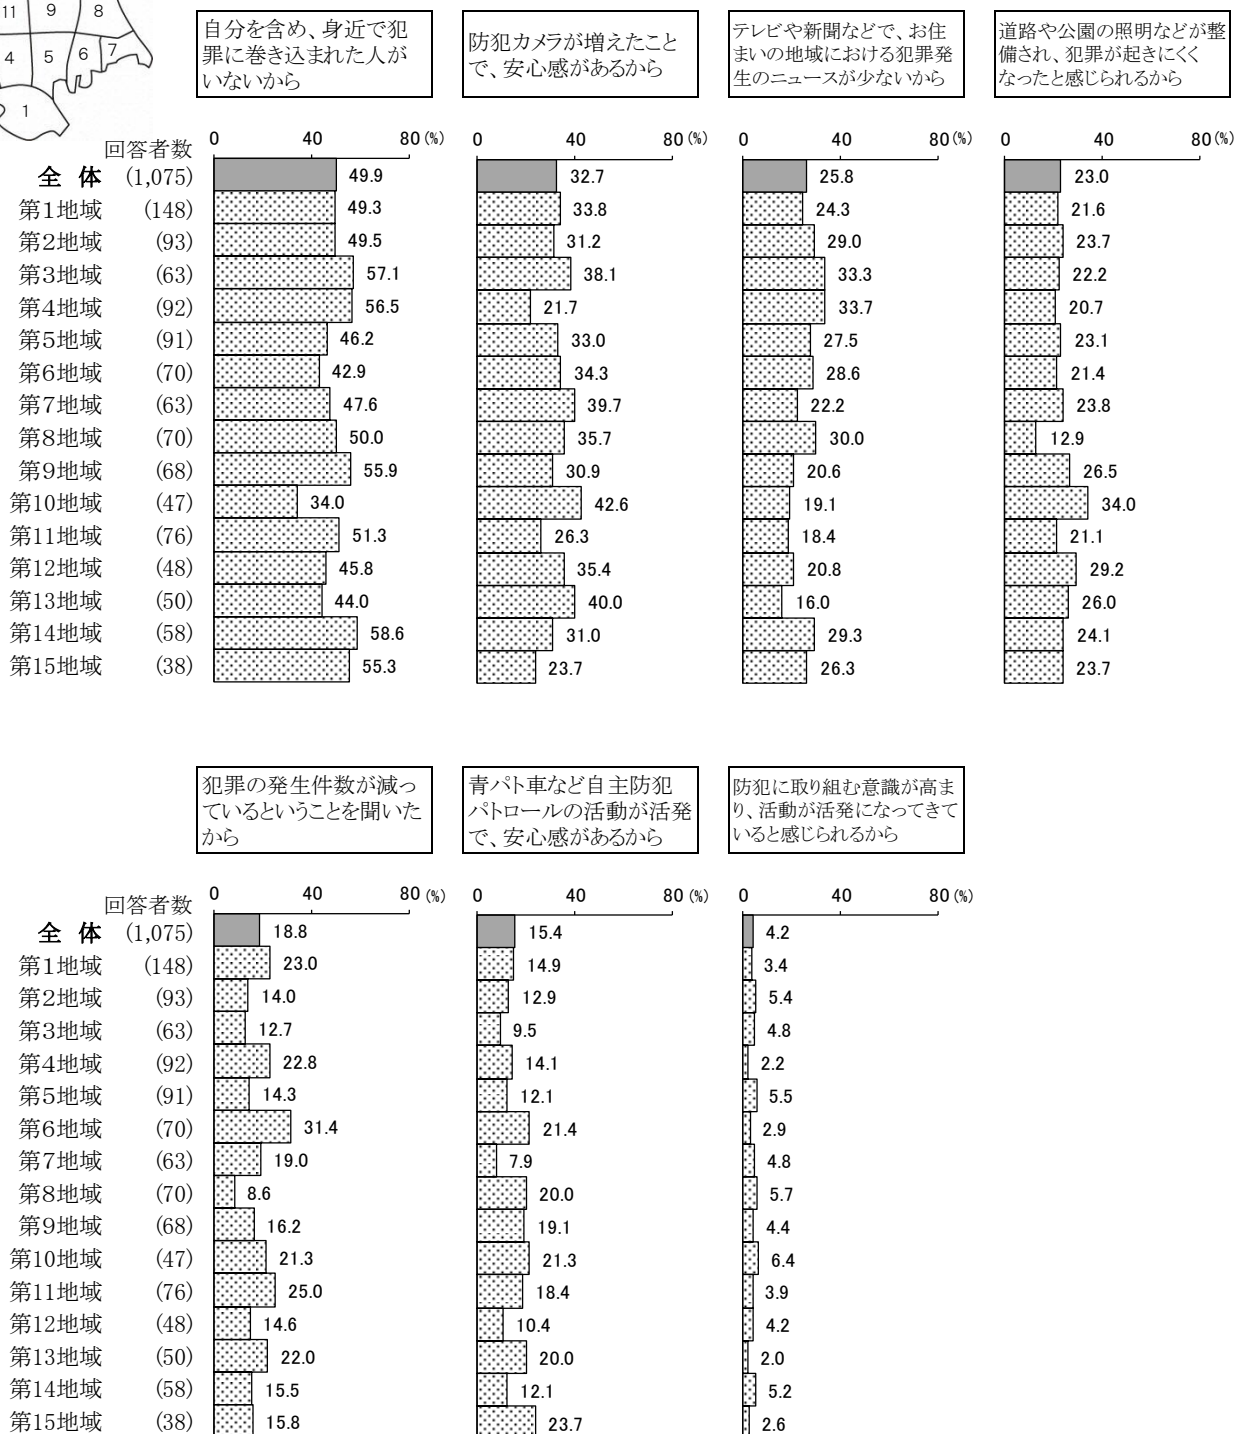 11 9 8
4 5 6 7
1
自分を含め、身近で犯
罪に巻き込まれた人が
いないから
防犯カメラが増えたこと
で、安心感があるから
テレビや新聞などで、お住
まいの地域における犯罪発
生のニュースが少ないから
道路や公園の照明などが整
備され、犯罪が起きにくく
なったと感じられるから
0 40 80(%) 0 40 80(%) 0 40 80(%) 0 40 80(%)
回答者数
全 体 (1,075) 49.9 32.7 25.8 23.0
第1地域 (148) 49.3 33.8 24.3 21.6
第2地域 (93) 49.5 31.2 29.0 23.7
第3地域 (63) 57.1 38.1 33.3 22.2
第4地域 (92) 56.5 21.7 33.7 20.7
第5地域 (91) 46.2 33.0 27.5 23.1
第6地域 (70) 42.9 34.3 28.6 21.4
第7地域 (63) 47.6 39.7 22.2 23.8
第8地域 (70) 50.0 35.7 30.0 12.9
第9地域 (68) 55.9 30.9 20.6 26.5
第10地域 (47) 34.0 42.6 19.1 34.0
第11地域 (76) 51.3 26.3 18.4 21.1
第12地域 (48) 45.8 35.4 20.8 29.2
第13地域 (50) 44.0 40.0 16.0 26.0
第14地域 (58) 58.6 31.0 29.3 24.1
第15地域 (38) 55.3 23.7 26.3 23.7
犯罪の発生件数が減っ
ているということを聞いた
から
青パト車など自主防犯
パトロールの活動が活発
で、安心感があるから
防犯に取り組む意識が高ま
り、活動が活発になってきて
いると感じられるから
0 40 80(%) 0 40 80(%) 0 40 80(%)
回答者数
全 体 (1,075) 18.8 15.4 4.2
第1地域 (148) 23.0 14.9 3.4
第2地域 (93) 14.0 12.9 5.4
第3地域 (63) 12.7 9.5 4.8
第4地域 (92) 22.8 14.1 2.2
第5地域 (91) 14.3 12.1 5.5
第6地域 (70) 31.4 21.4 2.9
第7地域 (63) 19.0 7.9 4.8
第8地域 (70) 8.6 20.0 5.7
第9地域 (68) 16.2 19.1 4.4
第10地域 (47) 21.3 21.3 6.4
第11地域 (76) 25.0 18.4 3.9
第12地域 (48) 14.6 10.4 4.2
第13地域 (50) 22.0 20.0 2.0
第14地域 (58) 15.5 12.1 5.2
第15地域 (38) 15.8 23.7 2.6